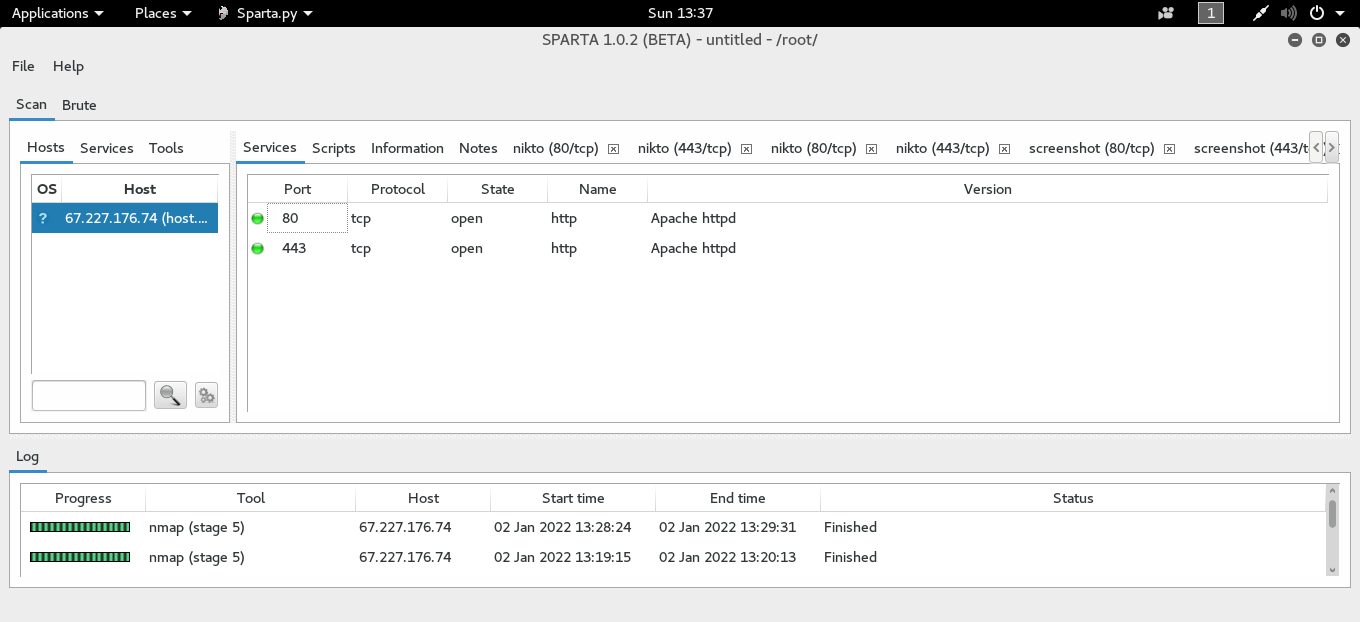 Applications Places Sparta.py Sun 13:37 1
SPARTA 1.0.2 (BETA) - untitled - /root/
File Help
Scan Brute
Hosts Services Tools
OS Host
? 67.227.176.74 (host....
Services Scripts Information Notes nikto (80/tcp) nikto (443/tcp) nikto (80/tcp) nikto (443/tcp) screenshot (80/tcp) screenshot (443/t
Port Protocol State Name Version
80 tcp open http Apache httpd
443 tcp open http Apache httpd
Log
Progress Tool Host Start time End time Status
nmap (stage 5) 67.227.176.74 02 Jan 2022 13:28:24 02 Jan 2022 13:29:31 Finished
nmap (stage 5) 67.227.176.74 02 Jan 2022 13:19:15 02 Jan 2022 13:20:13 Finished